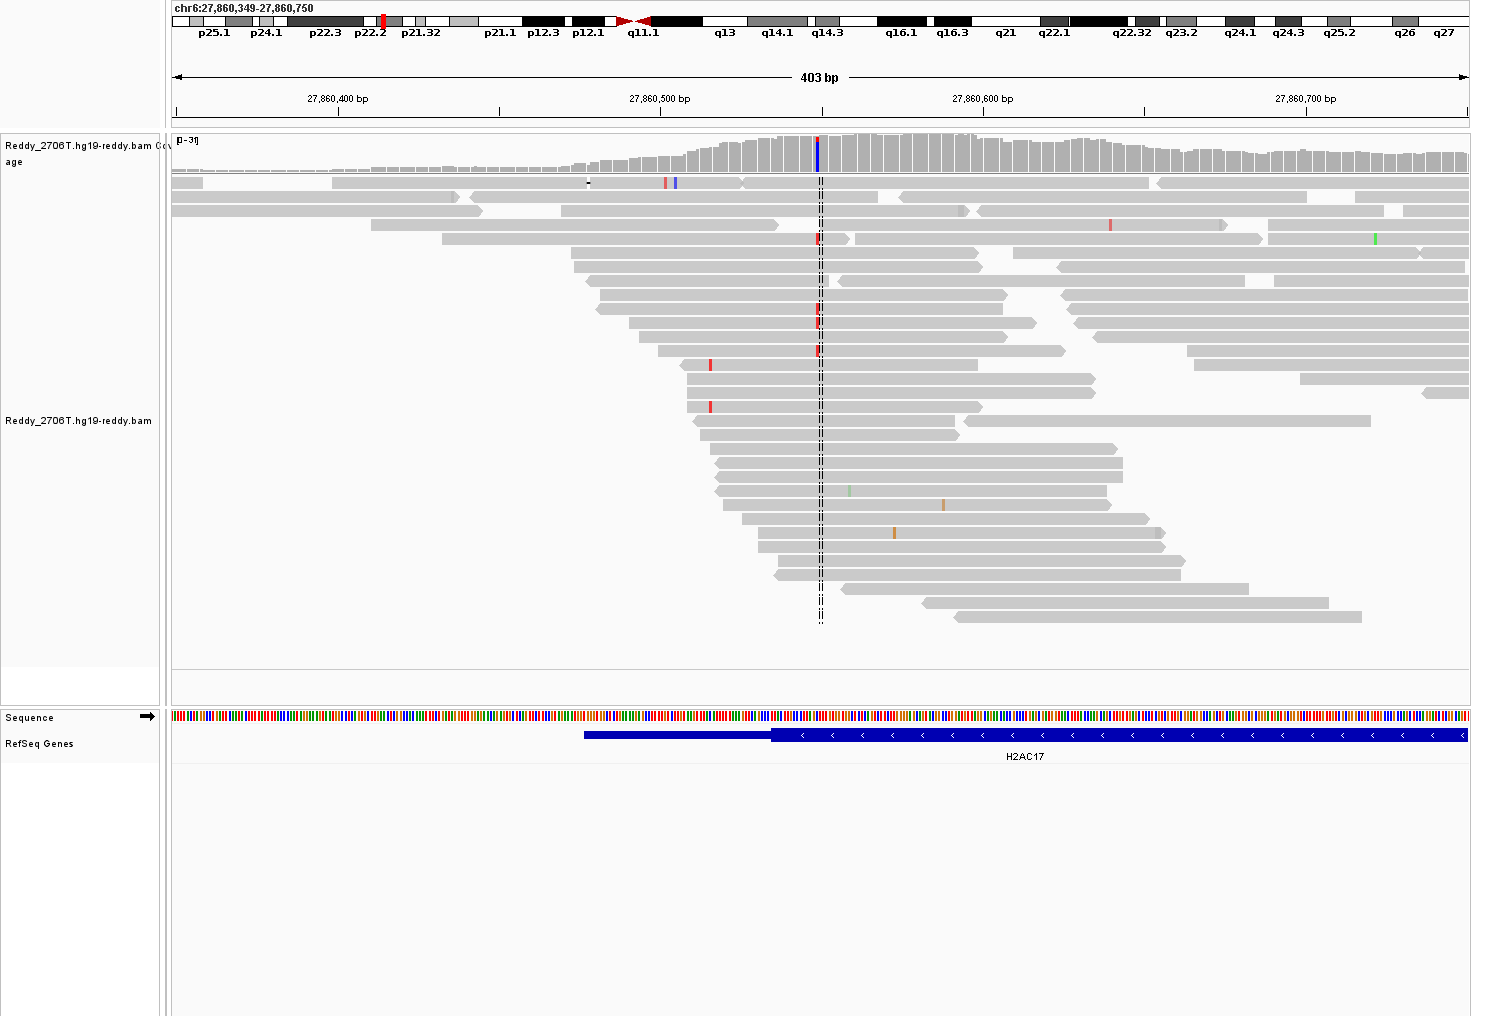 chr6:27,860,349-27,860,750
p25.1 p24.1 p22.3 p22.2 p21.32 p21.1 p12.3 p12.1 q11.1 q13 q14.1 q14.3 q16.1 q16.3 q21 q22.1 q22.32 q23.2 q24.1 q24.3 q25.2 q26 q27
403 bp
27,860,400 bp 27,860,500 bp 27,860,600 bp 27,860,700 bp
Reddy_2706T.hg19-reddy.bam Cov
age
[0-31]
Reddy_2706T.hg19-reddy.bam
Sequence
RefSeq Genes
H2AC17